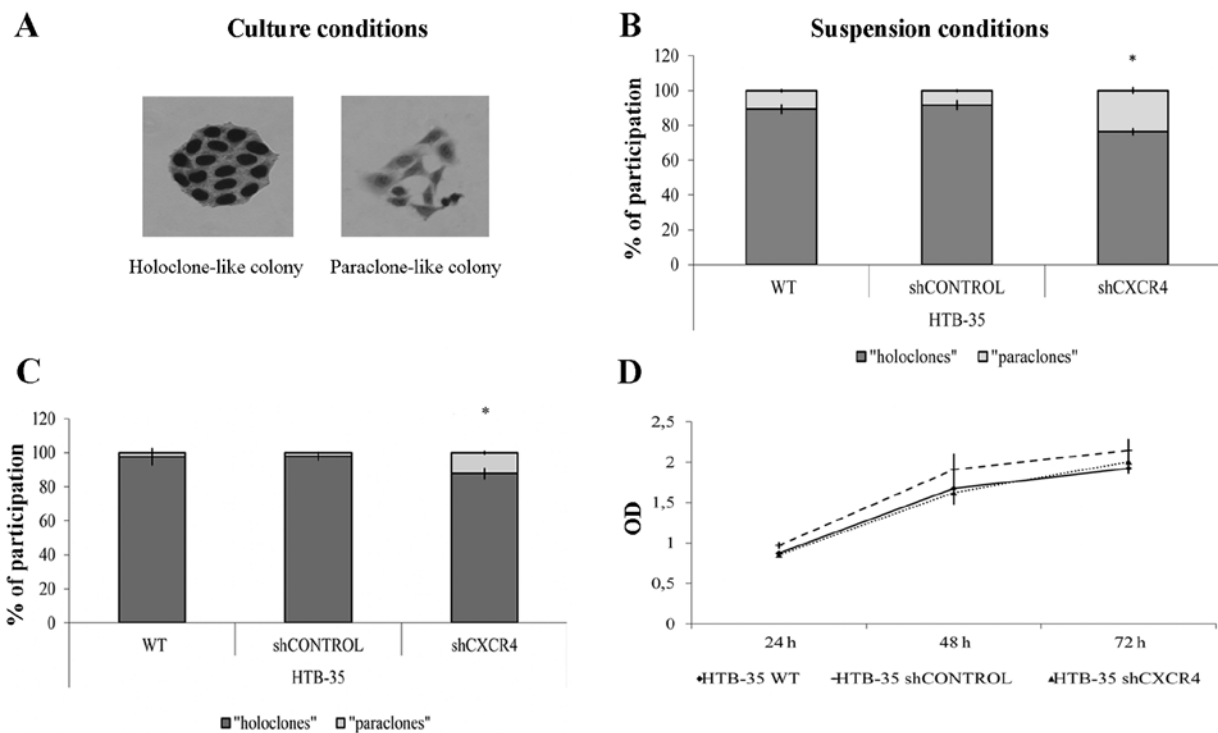 A
Culture conditions
Holoclone-like colony
Paraclone-like colony
B
Suspension conditions
% of participation
120
100
80
60
40
20
0
*
WT
shCONTROL
shCXCR4
HTB-35
"holoclones"
"paraclones"
C
% of participation
120
100
80
60
40
20
0
*
WT
shCONTROL
shCXCR4
HTB-35
"holoclones"
"paraclones"
D
OD
2,5
2
1,5
1
0,5
0
24 h
48 h
72 h
HTB-35 WT
HTB-35 shCONTROL
HTB-35 shCXCR4